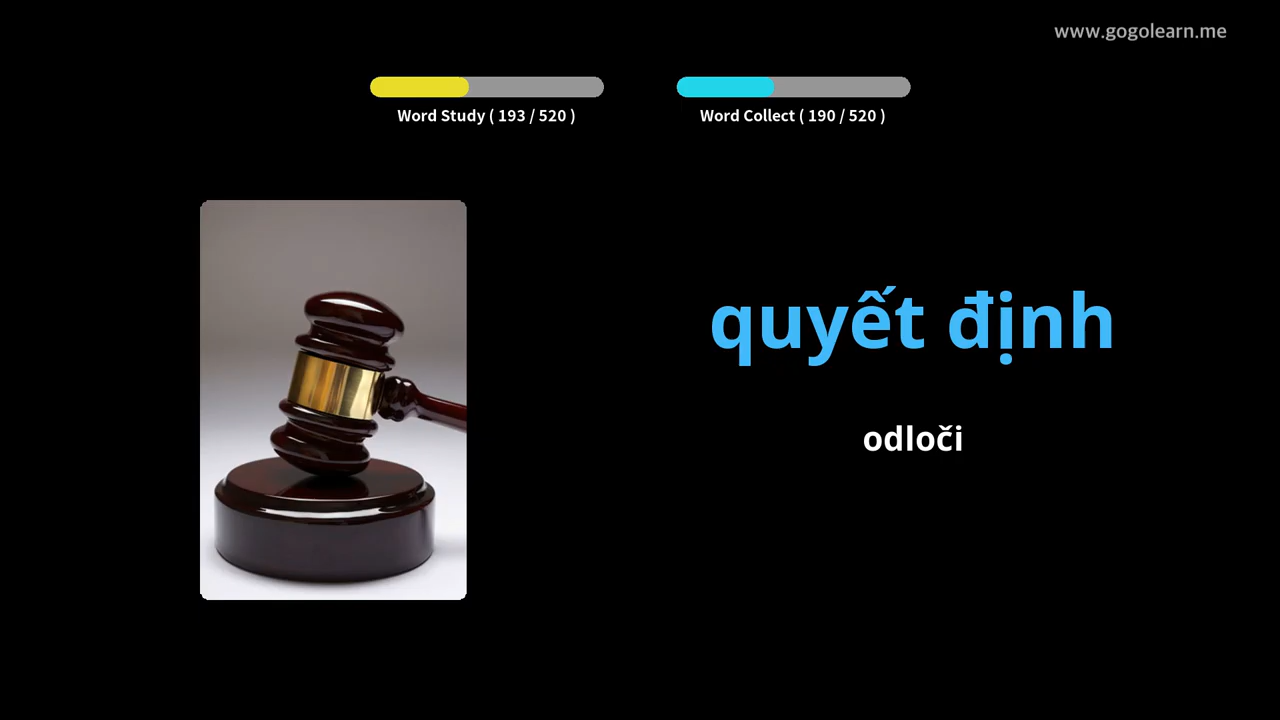 www.gogolearn.me
Word Study ( 193 / 520 )
Word Collect ( 190 / 520 )
quyết định
odloči